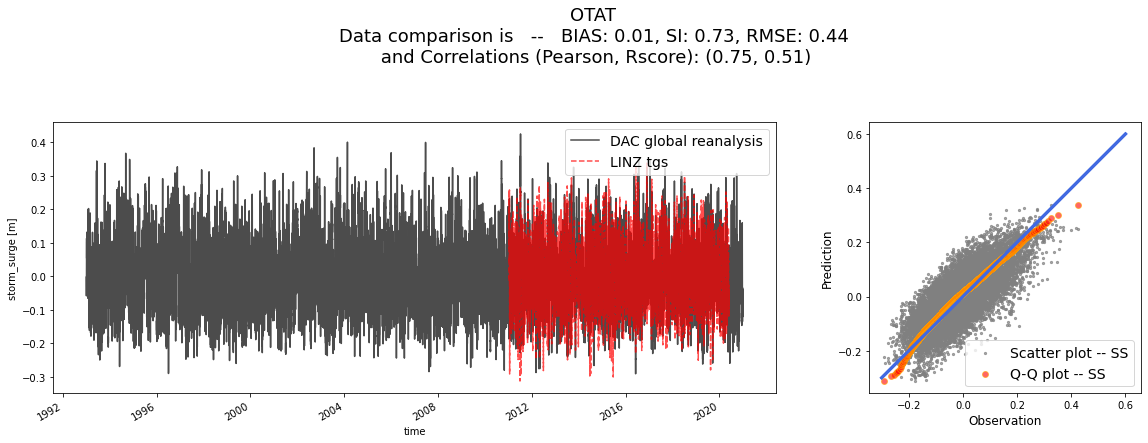 OTAT
Data comparison is -- BIAS: 0.01, SI: 0.73, RMSE: 0.44
and Correlations (Pearson, Rscore): (0.75, 0.51)
storm_surge [m]
0.4
0.3
0.2
0.1
0.0
−0.1
−0.2
−0.3
DAC global reanalysis
LINZ tgs
1992
1996
2000
2004
2008
2012
2016
2020
time
Prediction
0.6
0.4
0.2
0.0
−0.2
Scatter plot -- SS
Q-Q plot -- SS
−0.2
0.0
0.2
0.4
0.6
Observation